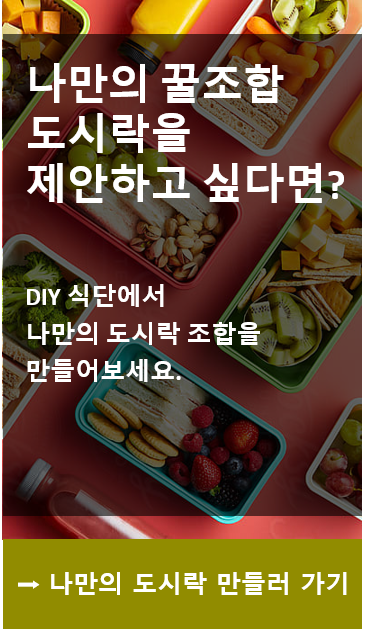 나만의 꿀조합
도시락을
제안하고 싶다면?
DIY 식단에서
나만의 도시락 조합을
만들어보세요.
➞ 나만의 도시락 만들러 가기